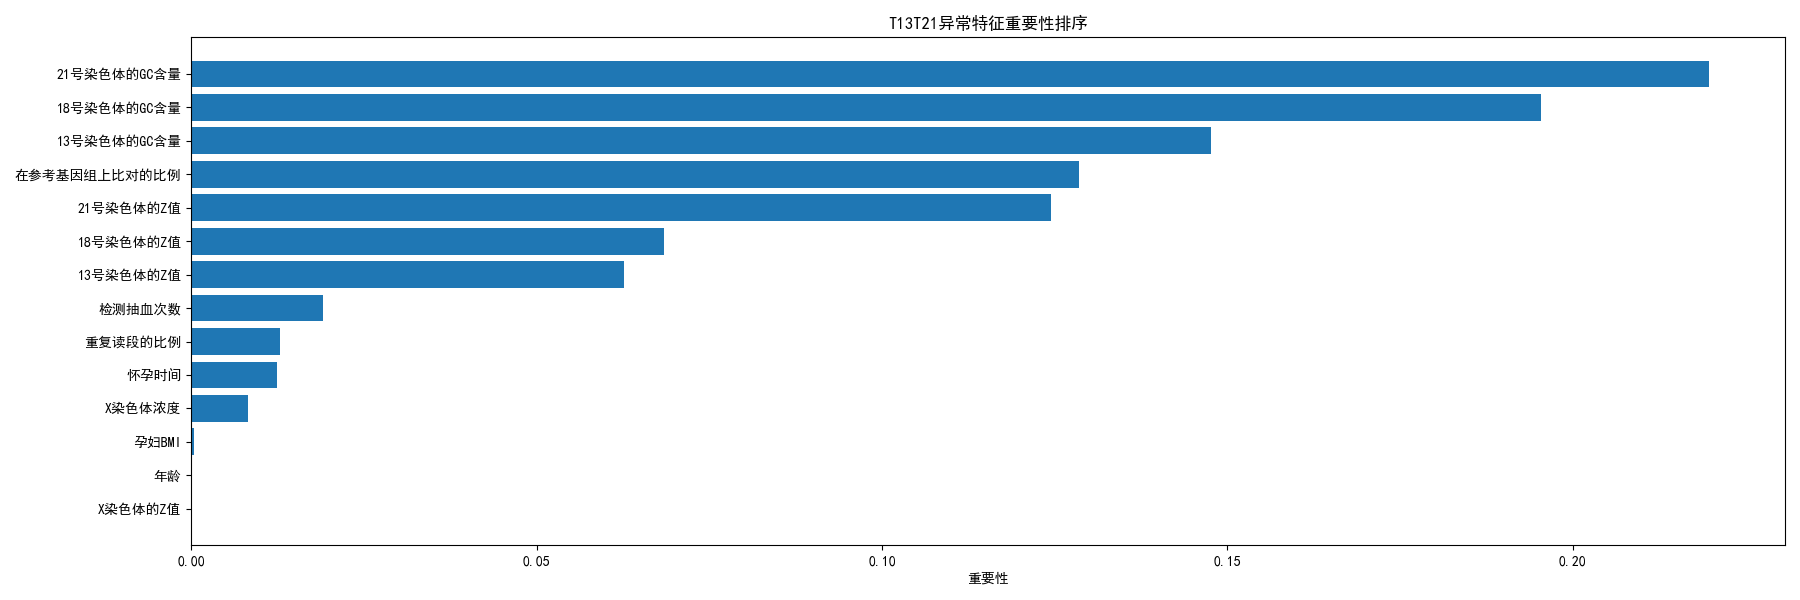 T13T21异常特征重要性排序
21号染色体的GC含量
18号染色体的GC含量
13号染色体的GC含量
在参考基因组上比对的比例
21号染色体的Z值
18号染色体的Z值
13号染色体的Z值
检测抽血次数
重复读段的比例
怀孕时间
X染色体浓度
孕妇BMI
年龄
X染色体的Z值
0.00 0.05 0.10 0.15 0.20
重要性